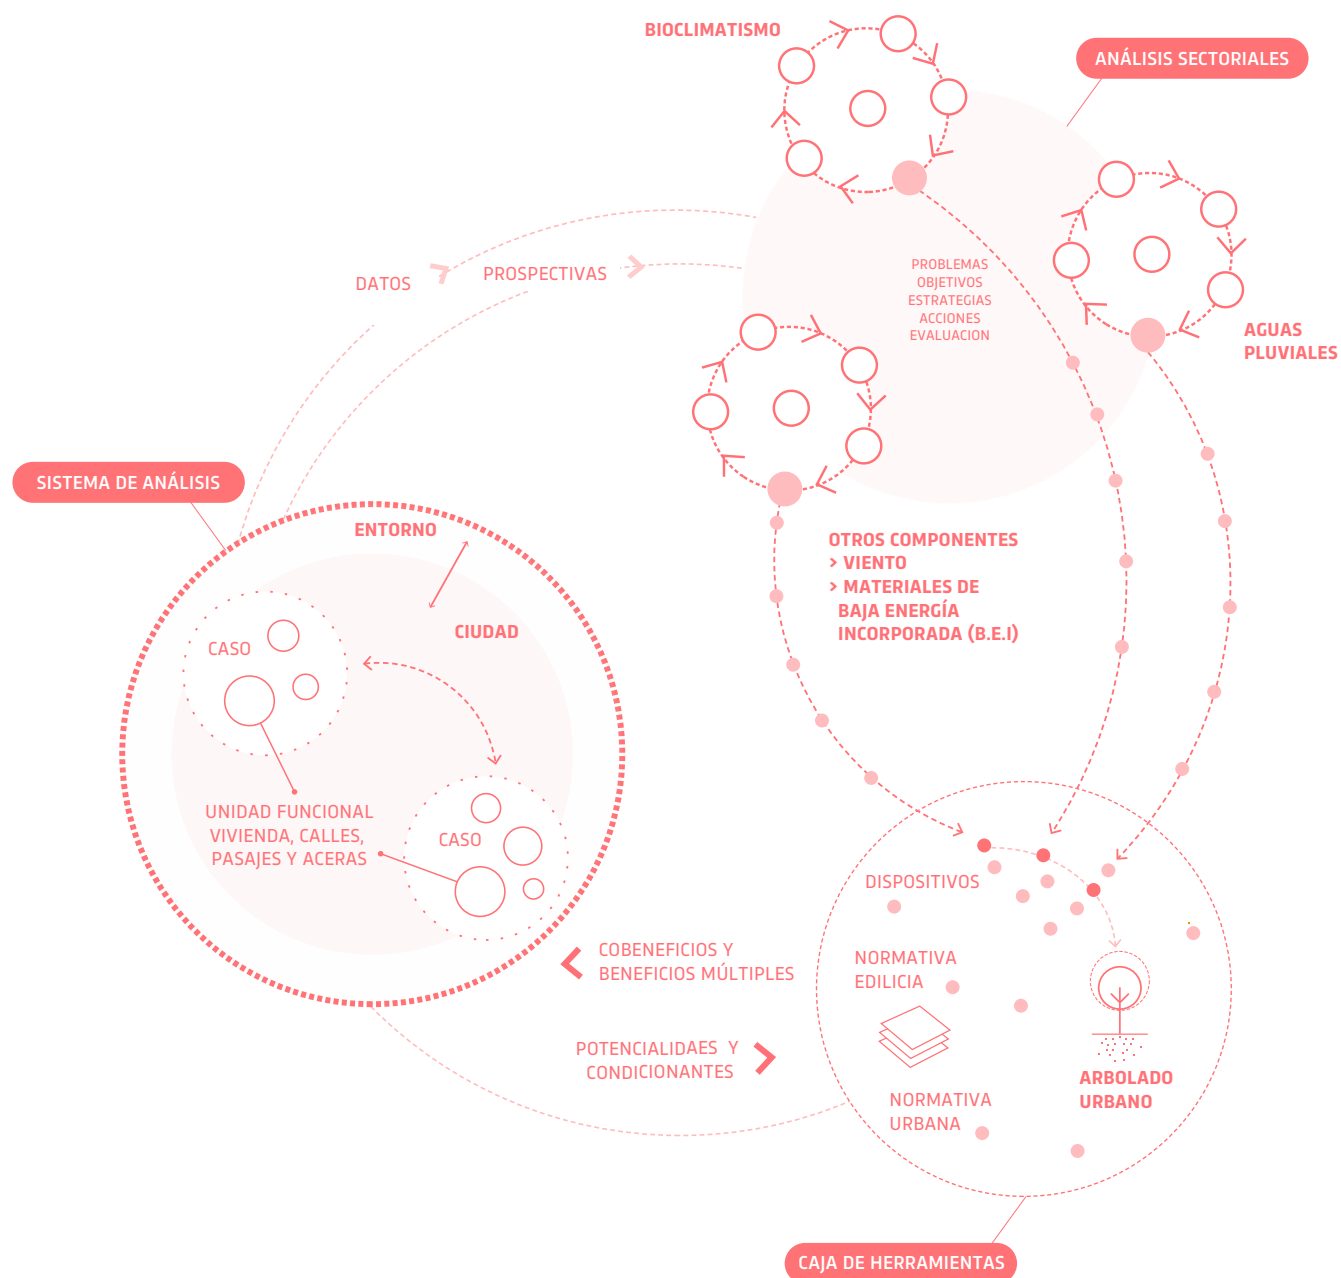 BIOCLIMATISMO
ANÁLISIS SECTORIALES
DATOS
PROSPECTIVAS
PROBLEMAS
OBJETIVOS
ESTRATEGIAS
ACCIONES
EVALUACION
AGUAS
PLUVIALES
SISTEMA DE ANÁLISIS
ENTORNO
CIUDAD
CASO
UNIDAD FUNCIONAL
VIVIENDA, CALLES,
PASAJES Y ACERAS
CASO
OTROS COMPONENTES
> VIENTO
> MATERIALES DE
BAJA ENERGÍA
INCORPORADA (B.E.I)
COBENEFICIOS Y
BENEFICIOS MÚLTIPLES
POTENCIALIDAES Y
CONDICIONANTES
DISPOSITIVOS
NORMATIVA
EDILICIA
NORMATIVA
URBANA
ARBOLADO
URBANO
CAJA DE HERRAMIENTAS